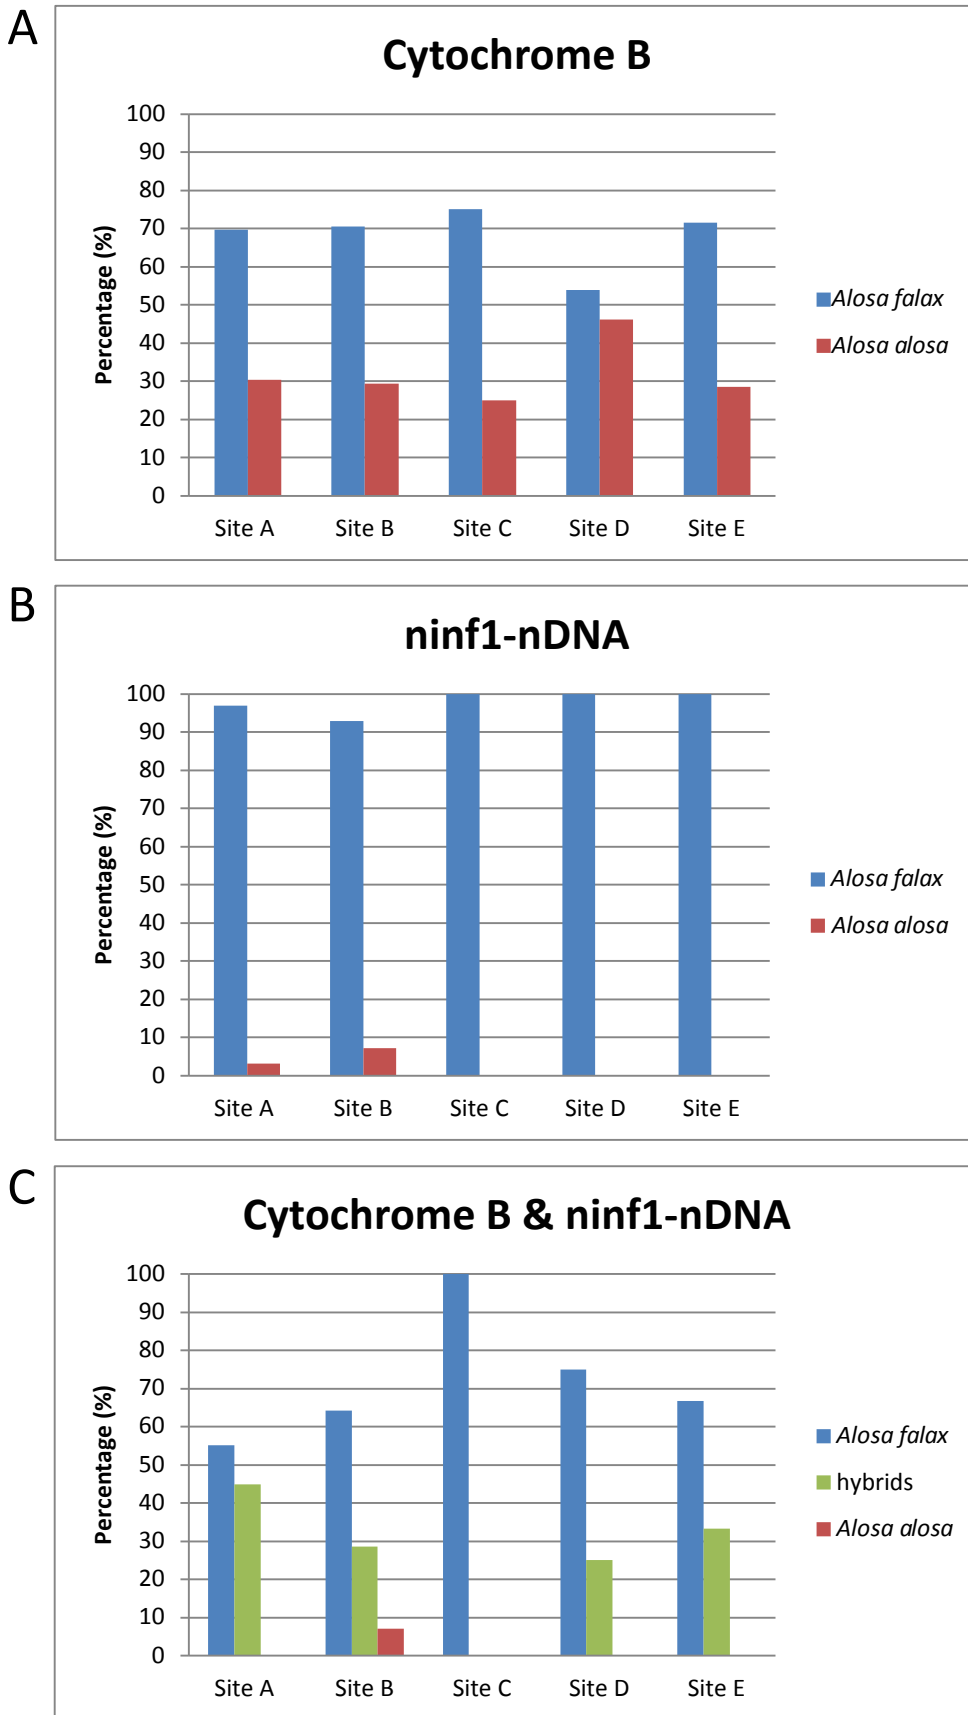 A
Cytochrome B
100
90
80
70
60
50
40
30
20
10
0
Percentage (%)
Site A Site B Site C Site D Site E
Alosa falax
Alosa alosa
B
ninf1-nDNA
100
90
80
70
60
50
40
30
20
10
0
Percentage (%)
Site A Site B Site C Site D Site E
Alosa falax
Alosa alosa
C
Cytochrome B & ninf1-nDNA
100
90
80
70
60
50
40
30
20
10
0
Percentage (%)
Site A Site B Site C Site D Site E
Alosa falax
hybrids
Alosa alosa